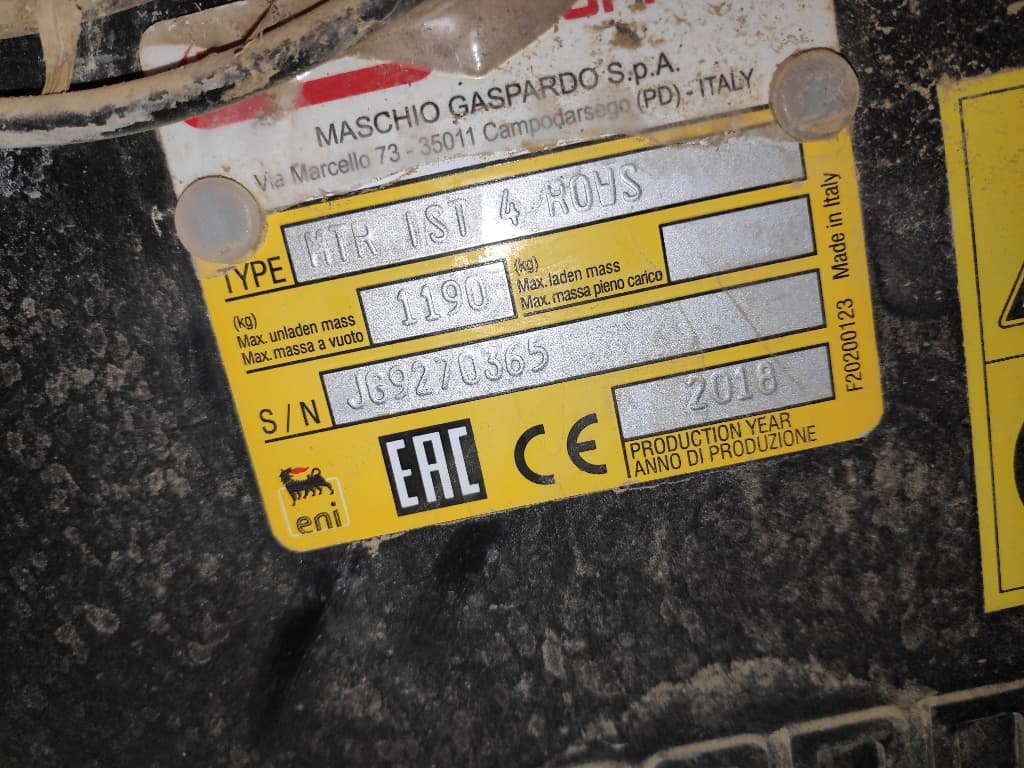 MASCHIO GASPARDO S.p.A.
Via Marcello 73 - 35011 Campodarsego (PD) - ITALY
TYPE MTR IST 4 ROWS
(kg)
Max. unladen mass
Max. massa a vuoto
1190
(kg)
Max. laden mass
Max. massa pieno carico
S/N JG9270365
2018
PRODUCTION YEAR
ANNO DI PRODUZIONE
EAC
CE
eni
F20200123 Made in Italy